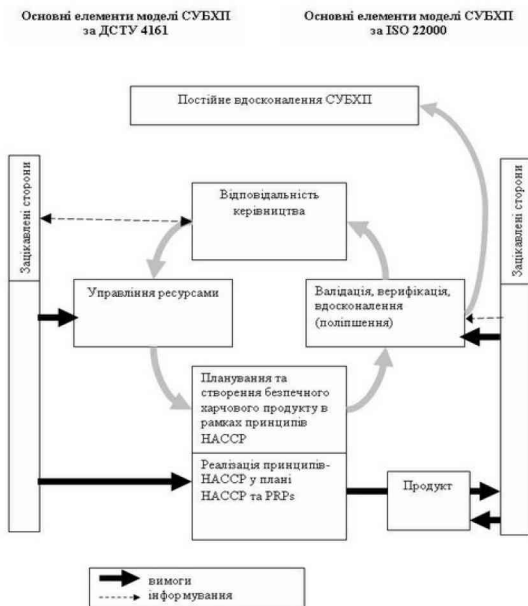 Основні елементи моделі СУБХП
за ДСТУ 4161
Основні елементи моделі СУБХП
за ISO 22000
Постійне вдосконалення СУБХП
Зацікавлені сторони
Відповідальність
керівництва
Зацікавлені сторони
Управління ресурсами
Валідація, верифікація,
вдосконалення
(поліпшення)
Планування та
створення безпечного
харчового продукту в
рамках принципів
НАССР
Реалізація принципів-
НАССР у плані
НАССР та PRPs
Продукт
вимоги
інформування